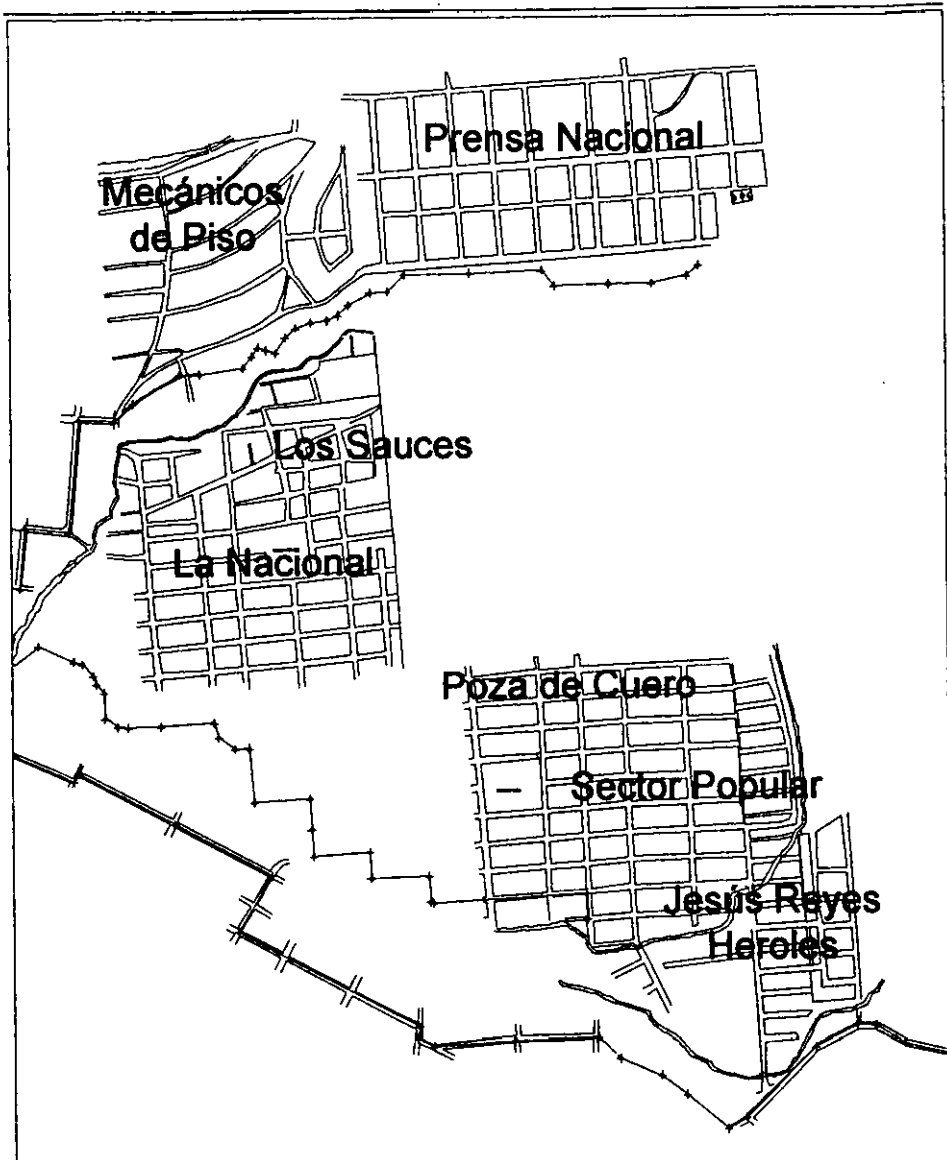 Prensa Nacional
Mecánicos
de Piso
Los Sauces
La Nacional
Poza de Cuero
Sector Popular
Jesús Reyes
Heroles